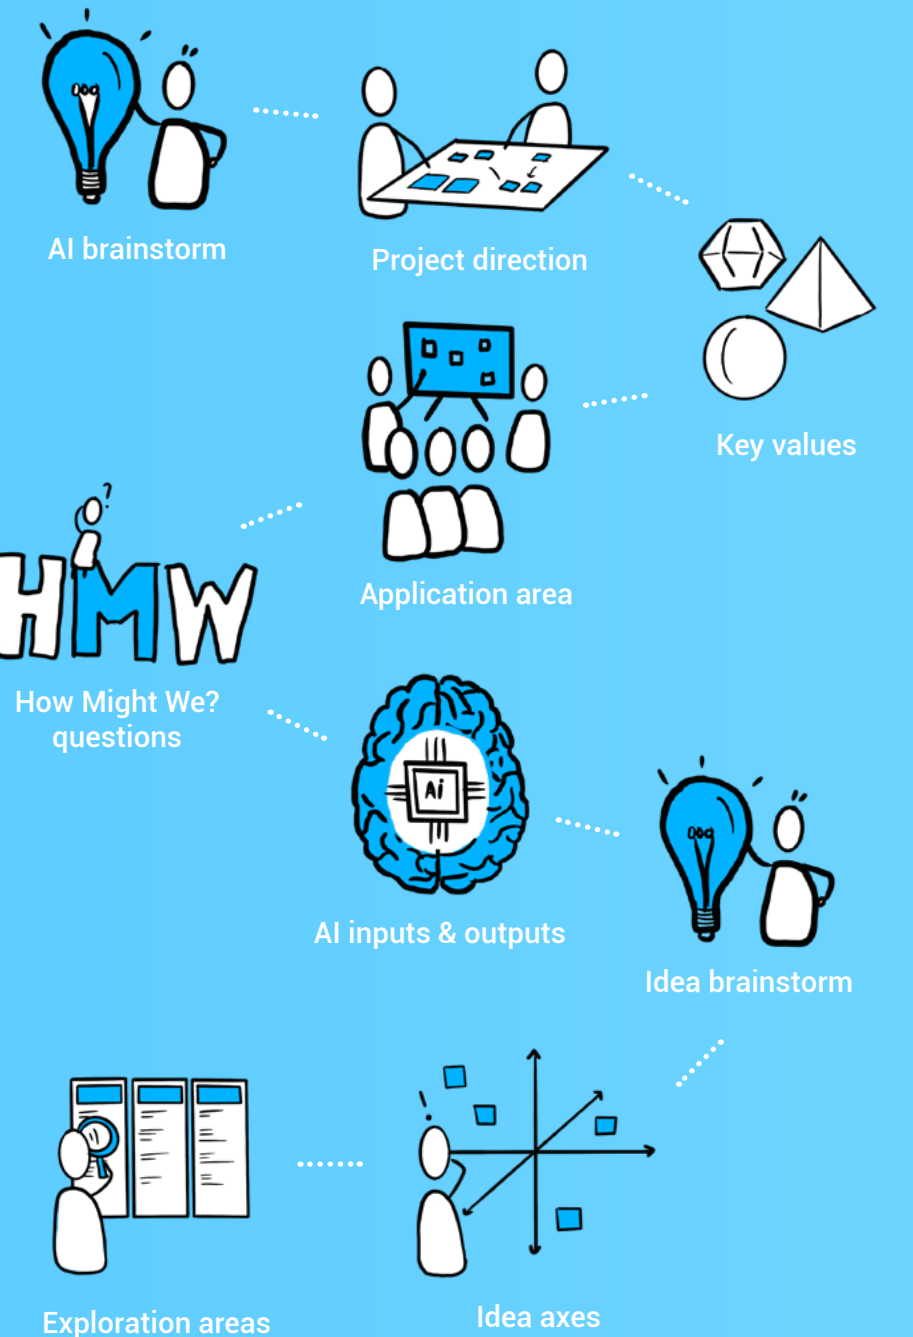 AI brainstorm
Project direction
Key values
Application area
?
HMW
How Might We?
questions
Ai
AI inputs & outputs
Idea brainstorm
Idea axes
Exploration areas